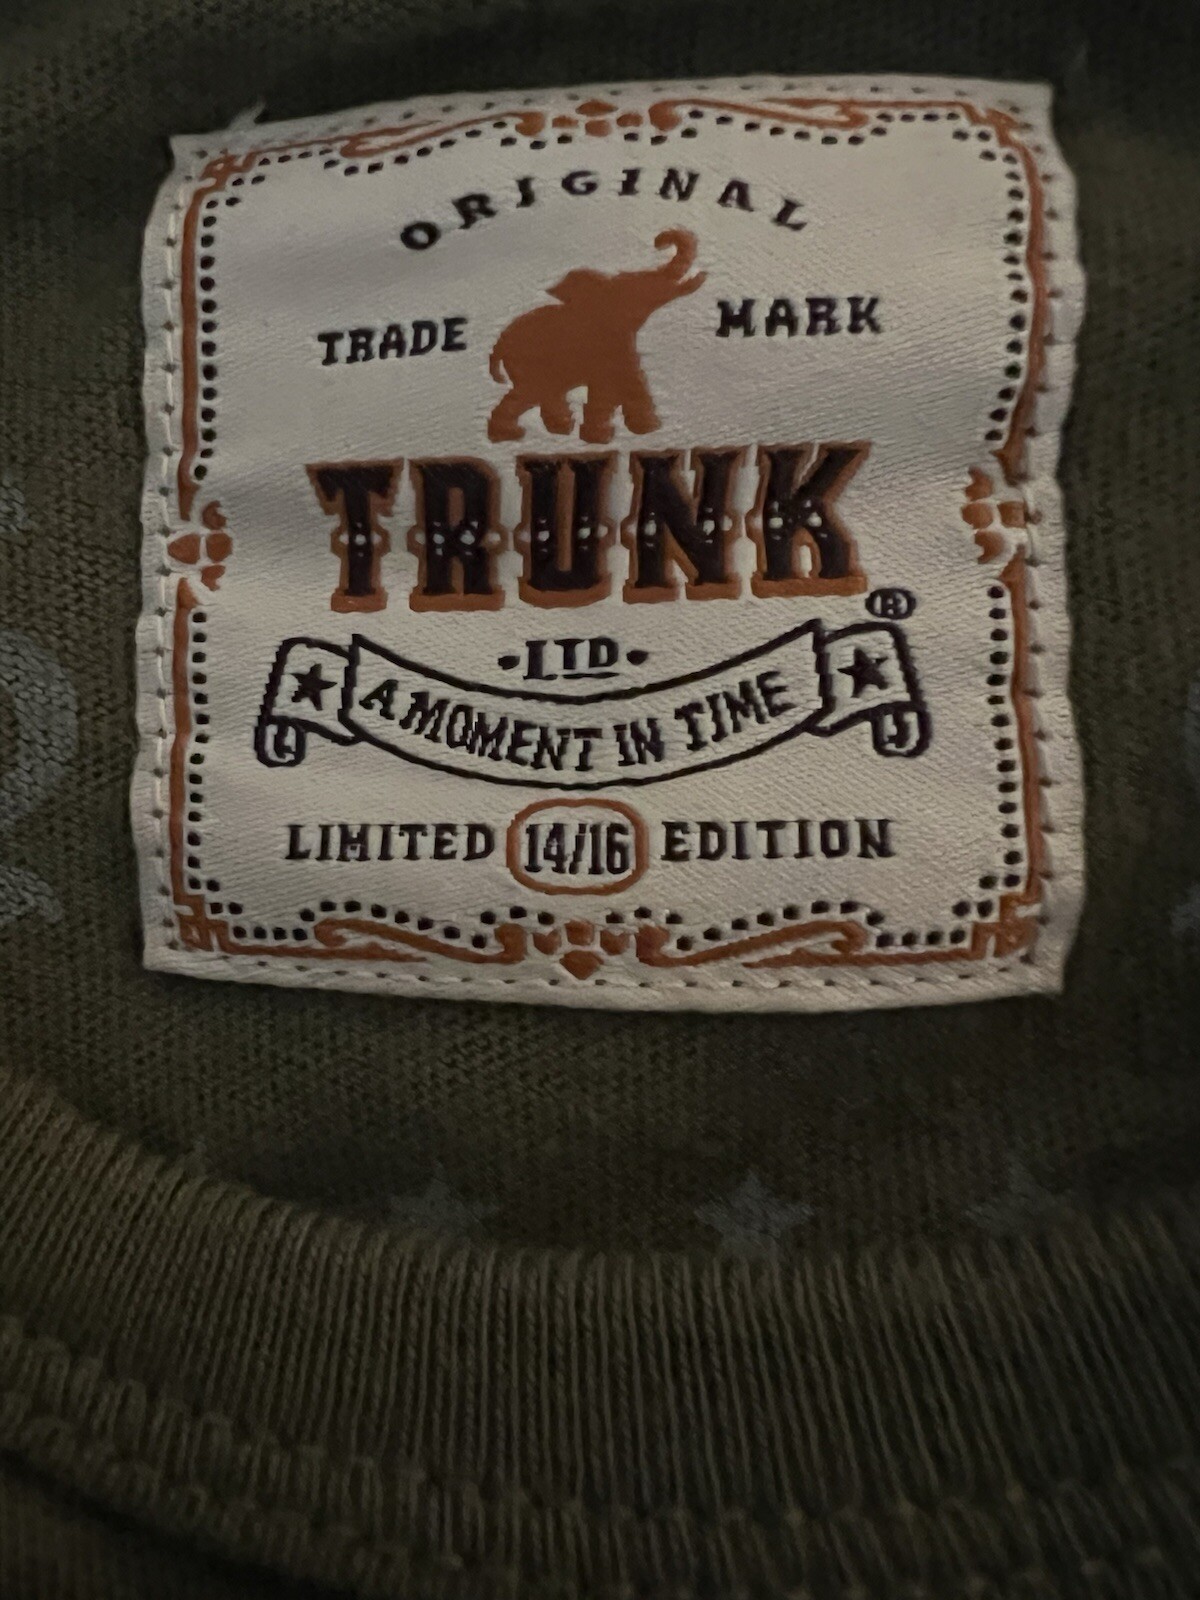 ORIGINAL
TRADE MARK
TRUNK
®
•LTD•
A MOMENT IN TIME
LIMITED 14/16 EDITION